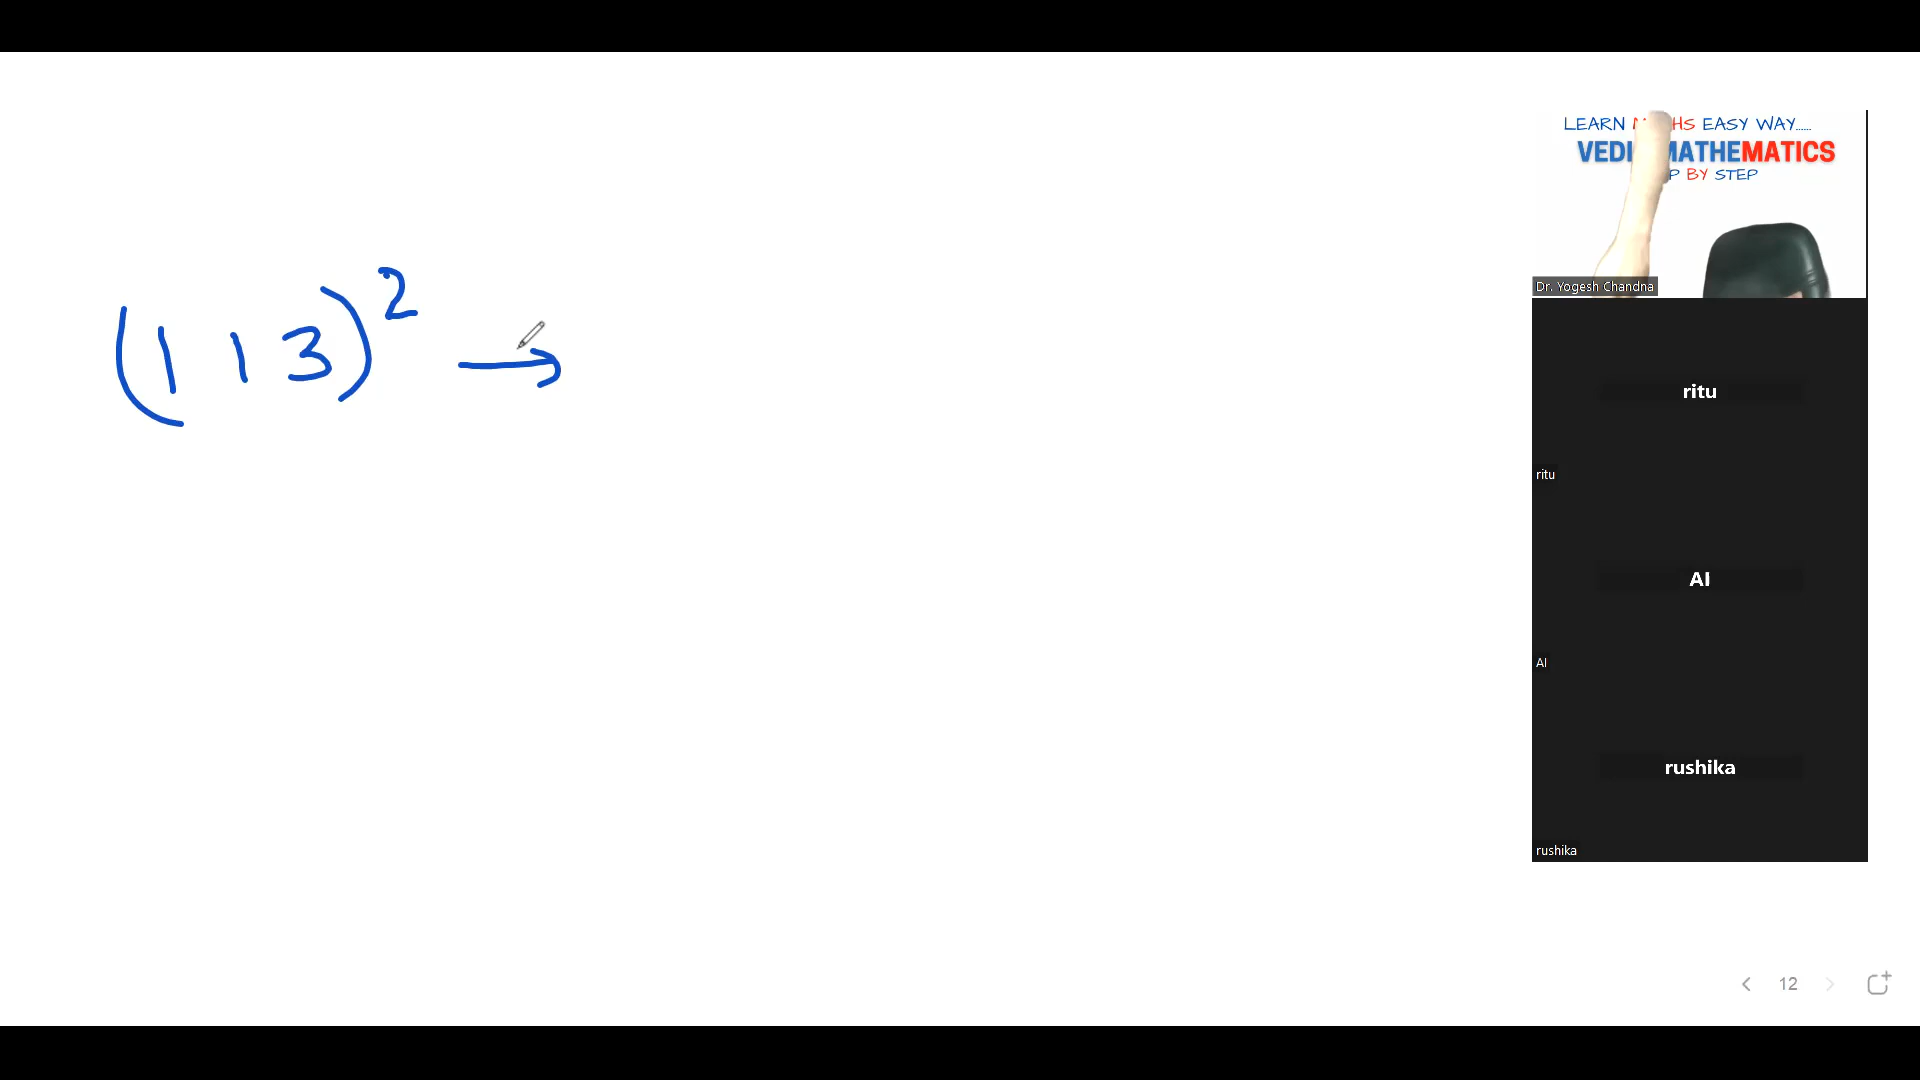 (113)² →
LEARN M HS EASY WAY......
VEDI MATHEMATICS
P BY STEP
Dr. Yogesh Chandna
ritu
ritu
AI
AI
rushika
rushika
12